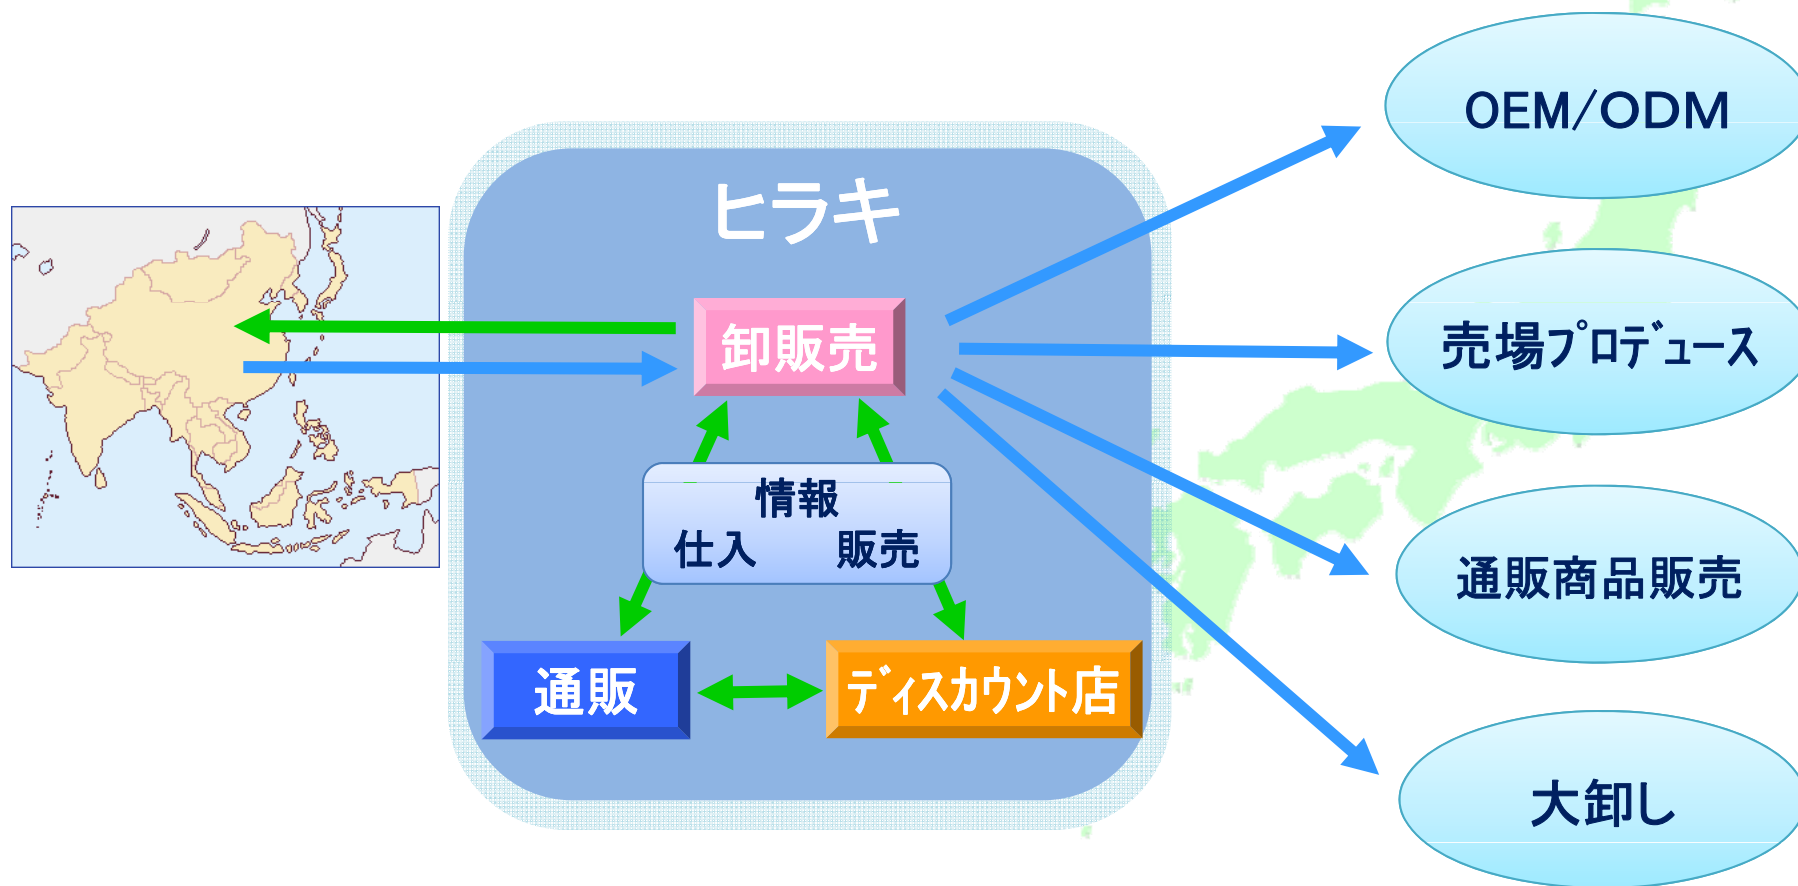 ヒラキ
卸販売
情報
仕入　　販売
通販
ディスカウント店
OEM/ODM
売場プロデュース
通販商品販売
大卸し